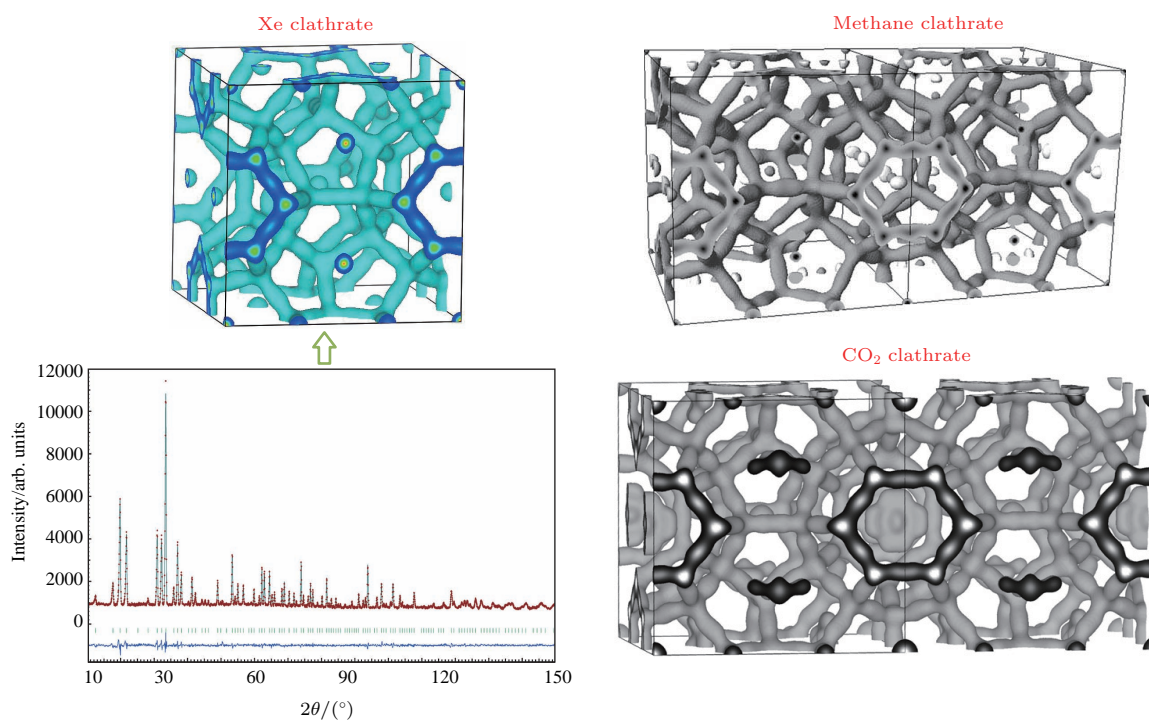 Xe clathrate
Methane clathrate
CO₂ clathrate
12000
10000
8000
6000
4000
2000
0
Intensity/arb. units
10
30
60
90
120
150
2θ/(°)